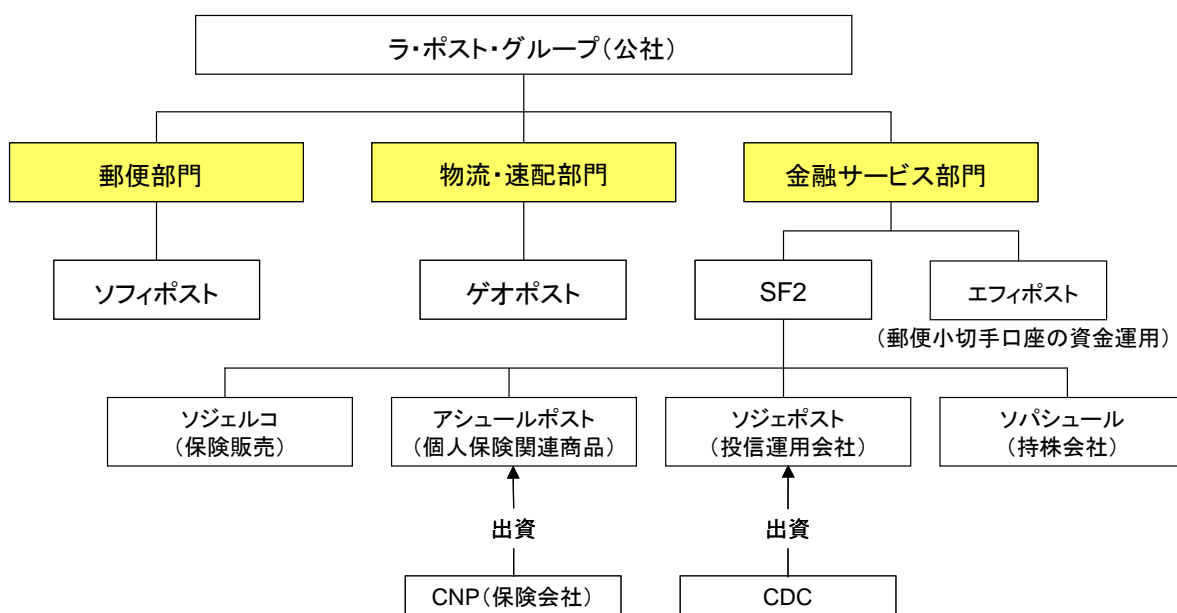 ラ・ポスト・グループ（公社）
郵便部門
物流・速配部門
金融サービス部門
ソフィポスト
ゲオポスト
SF2
エフィポスト
（郵便小切手口座の資金運用）
ソジェルコ
（保険販売）
アシュールポスト
（個人保険関連商品）
ソジェポスト
（投信運用会社）
ソパシュール
（持株会社）
出資
出資
CNP（保険会社）
CDC